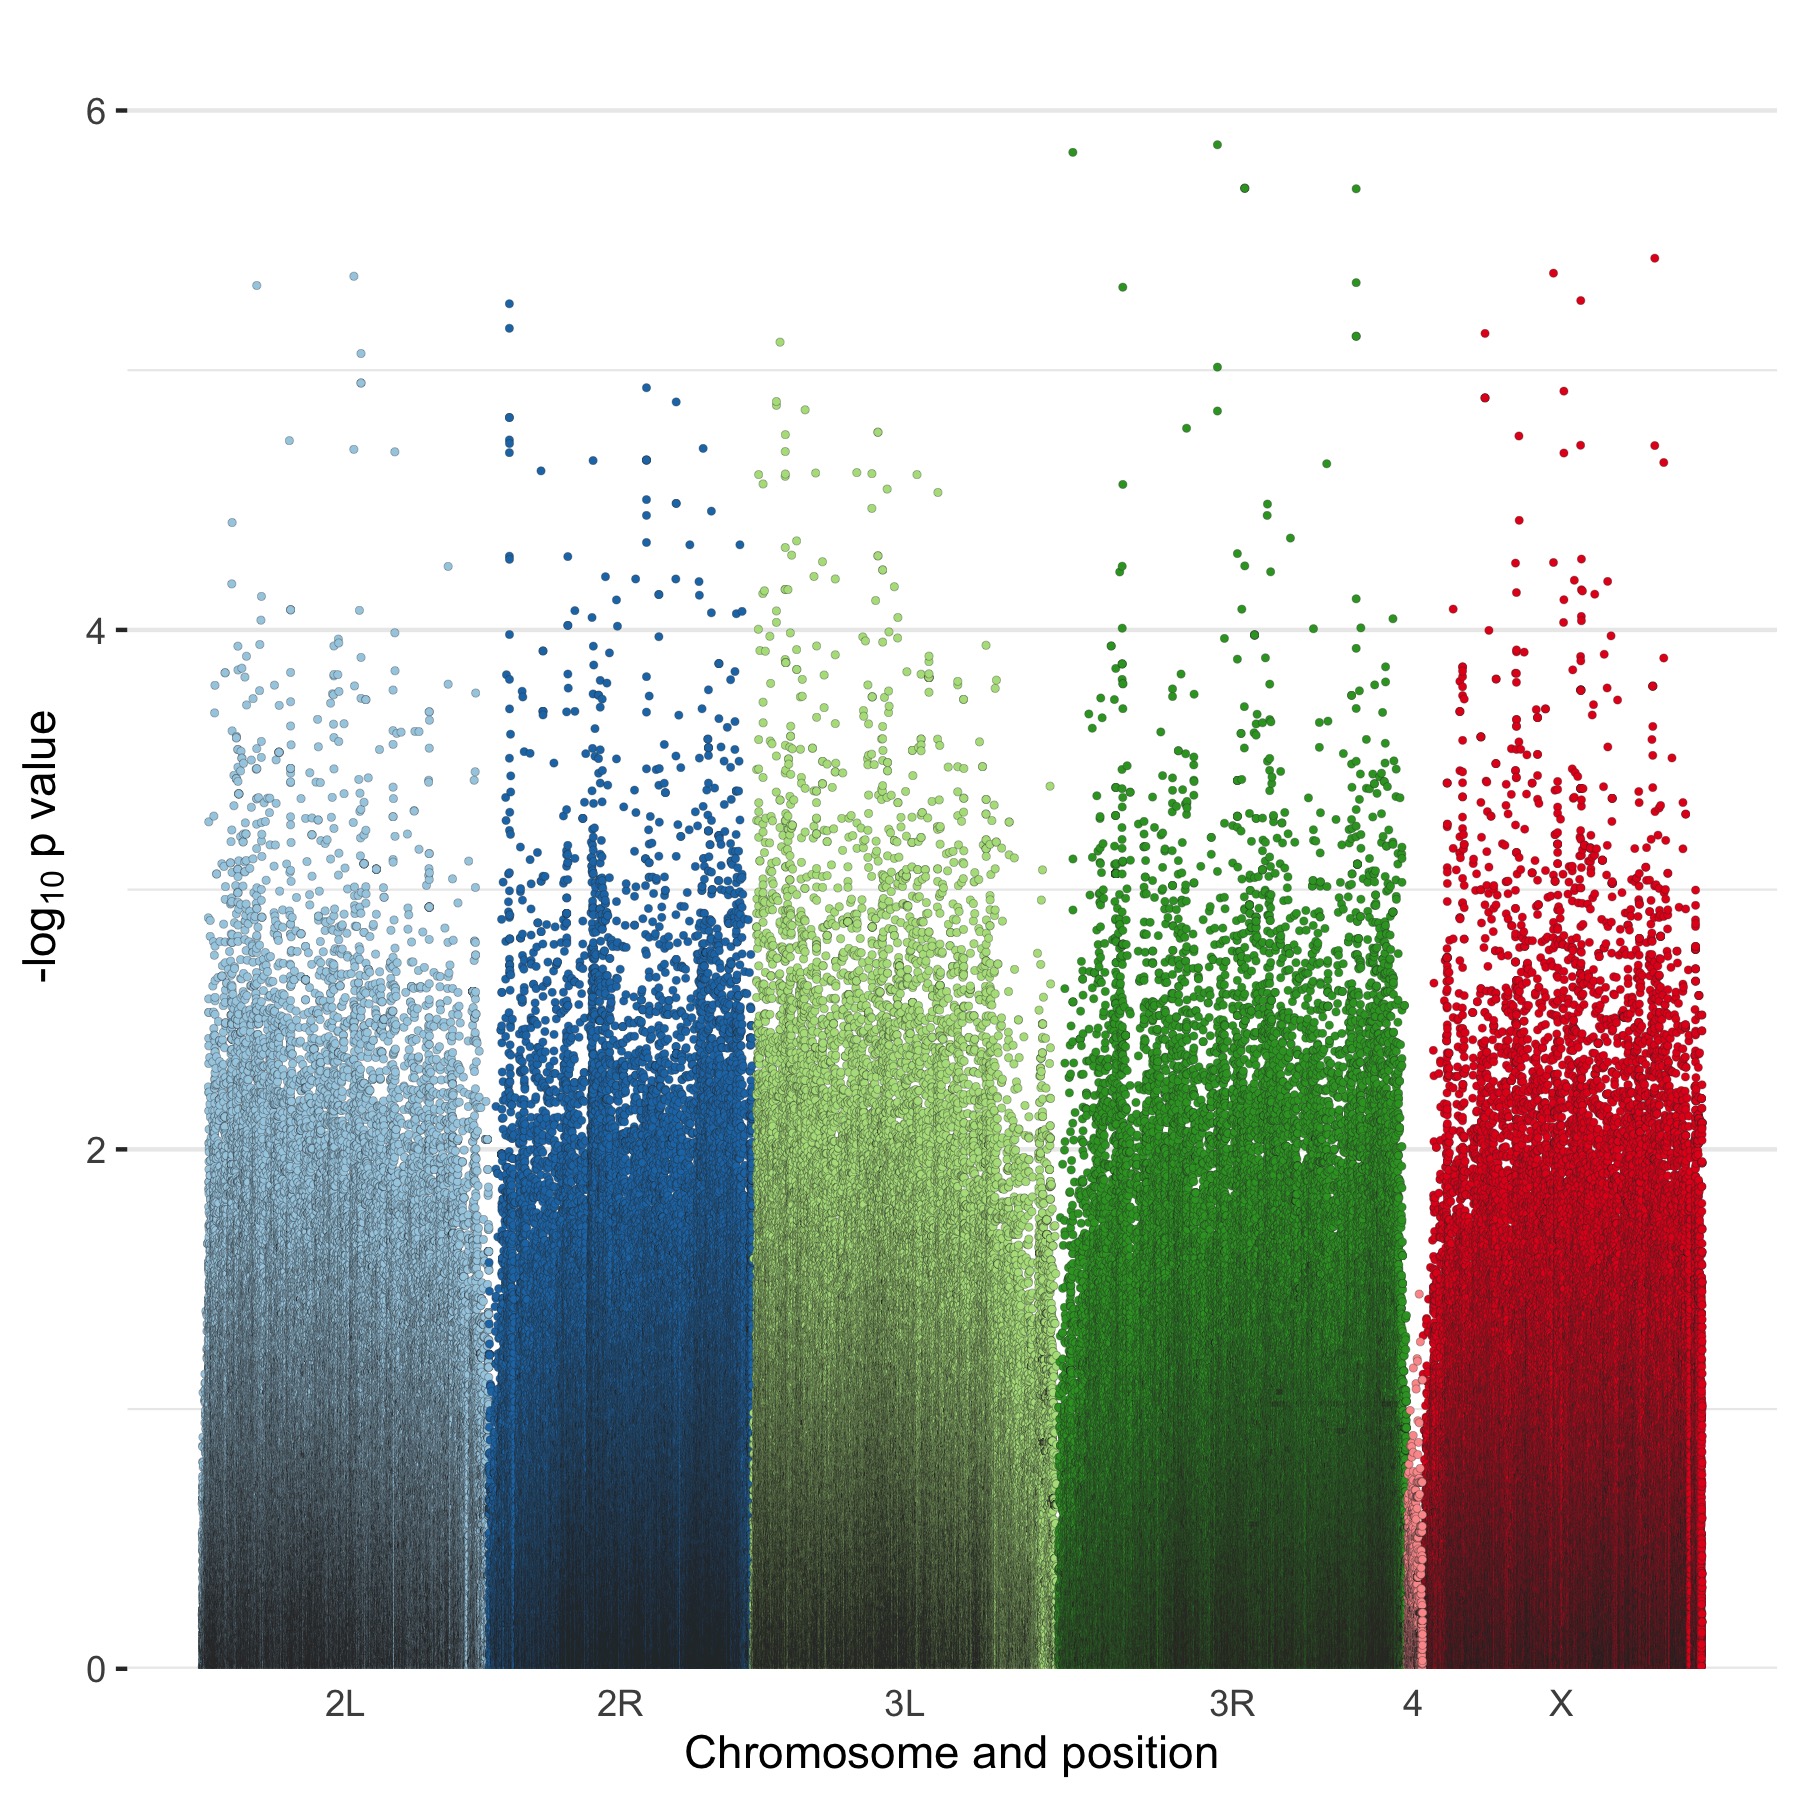 6
4
2
0
-log₁₀ p value
2L 2R 3L 3R 4 X
Chromosome and position